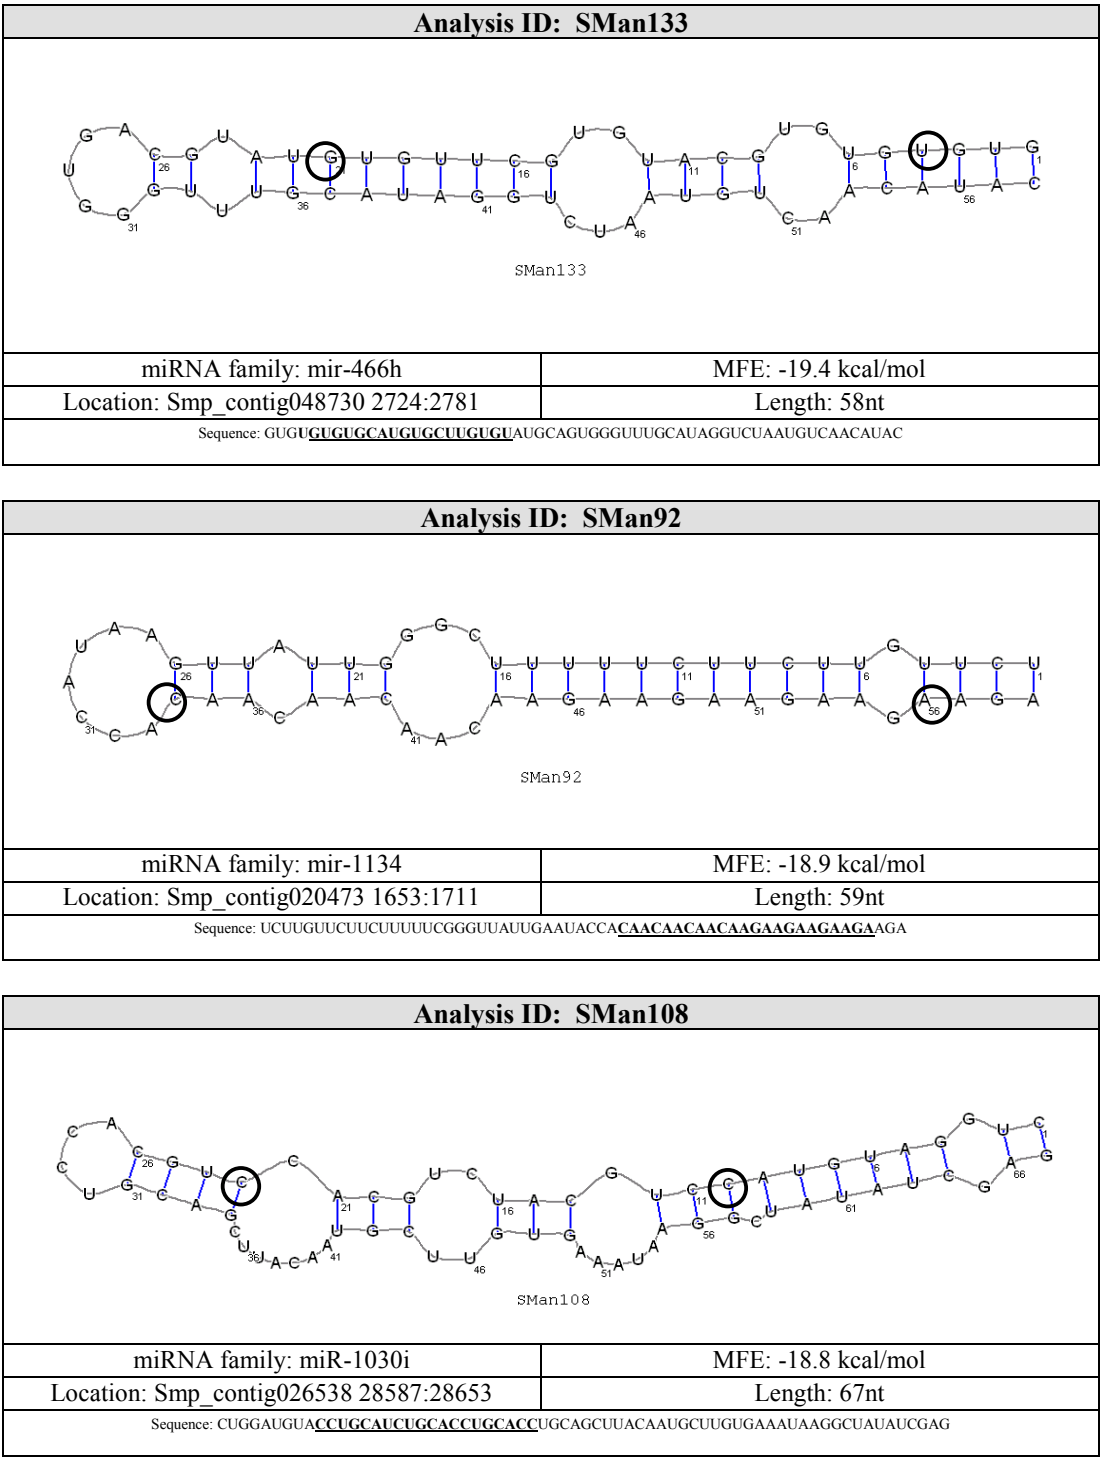 Analysis ID: SMan133
SMan133
miRNA family: mir-466h
MFE: -19.4 kcal/mol
Location: Smp_contig048730 2724:2781
Length: 58nt
Sequence: GUGUGUGUGCAUGUGCUUGUGUAUGCAGUGGGUUUGCAUAGGUCUAAUGUCAACAUAC
Analysis ID: SMan92
SMan92
miRNA family: mir-1134
MFE: -18.9 kcal/mol
Location: Smp_contig020473 1653:1711
Length: 59nt
Sequence: UCUUGUUCUUCUUUUUCGGGUUAUUGAAUACCACAACAACAACAAGAAGAAGAAGAAGA
Analysis ID: SMan108
SMan108
miRNA family: miR-1030i
MFE: -18.8 kcal/mol
Location: Smp_contig026538 28587:28653
Length: 67nt
Sequence: CUGGAUGUACCUGCAUCUGCACCUGCACCUGCAGCUUACAAUGCUUGUGAAAUAAGGCUAUAUCGAG